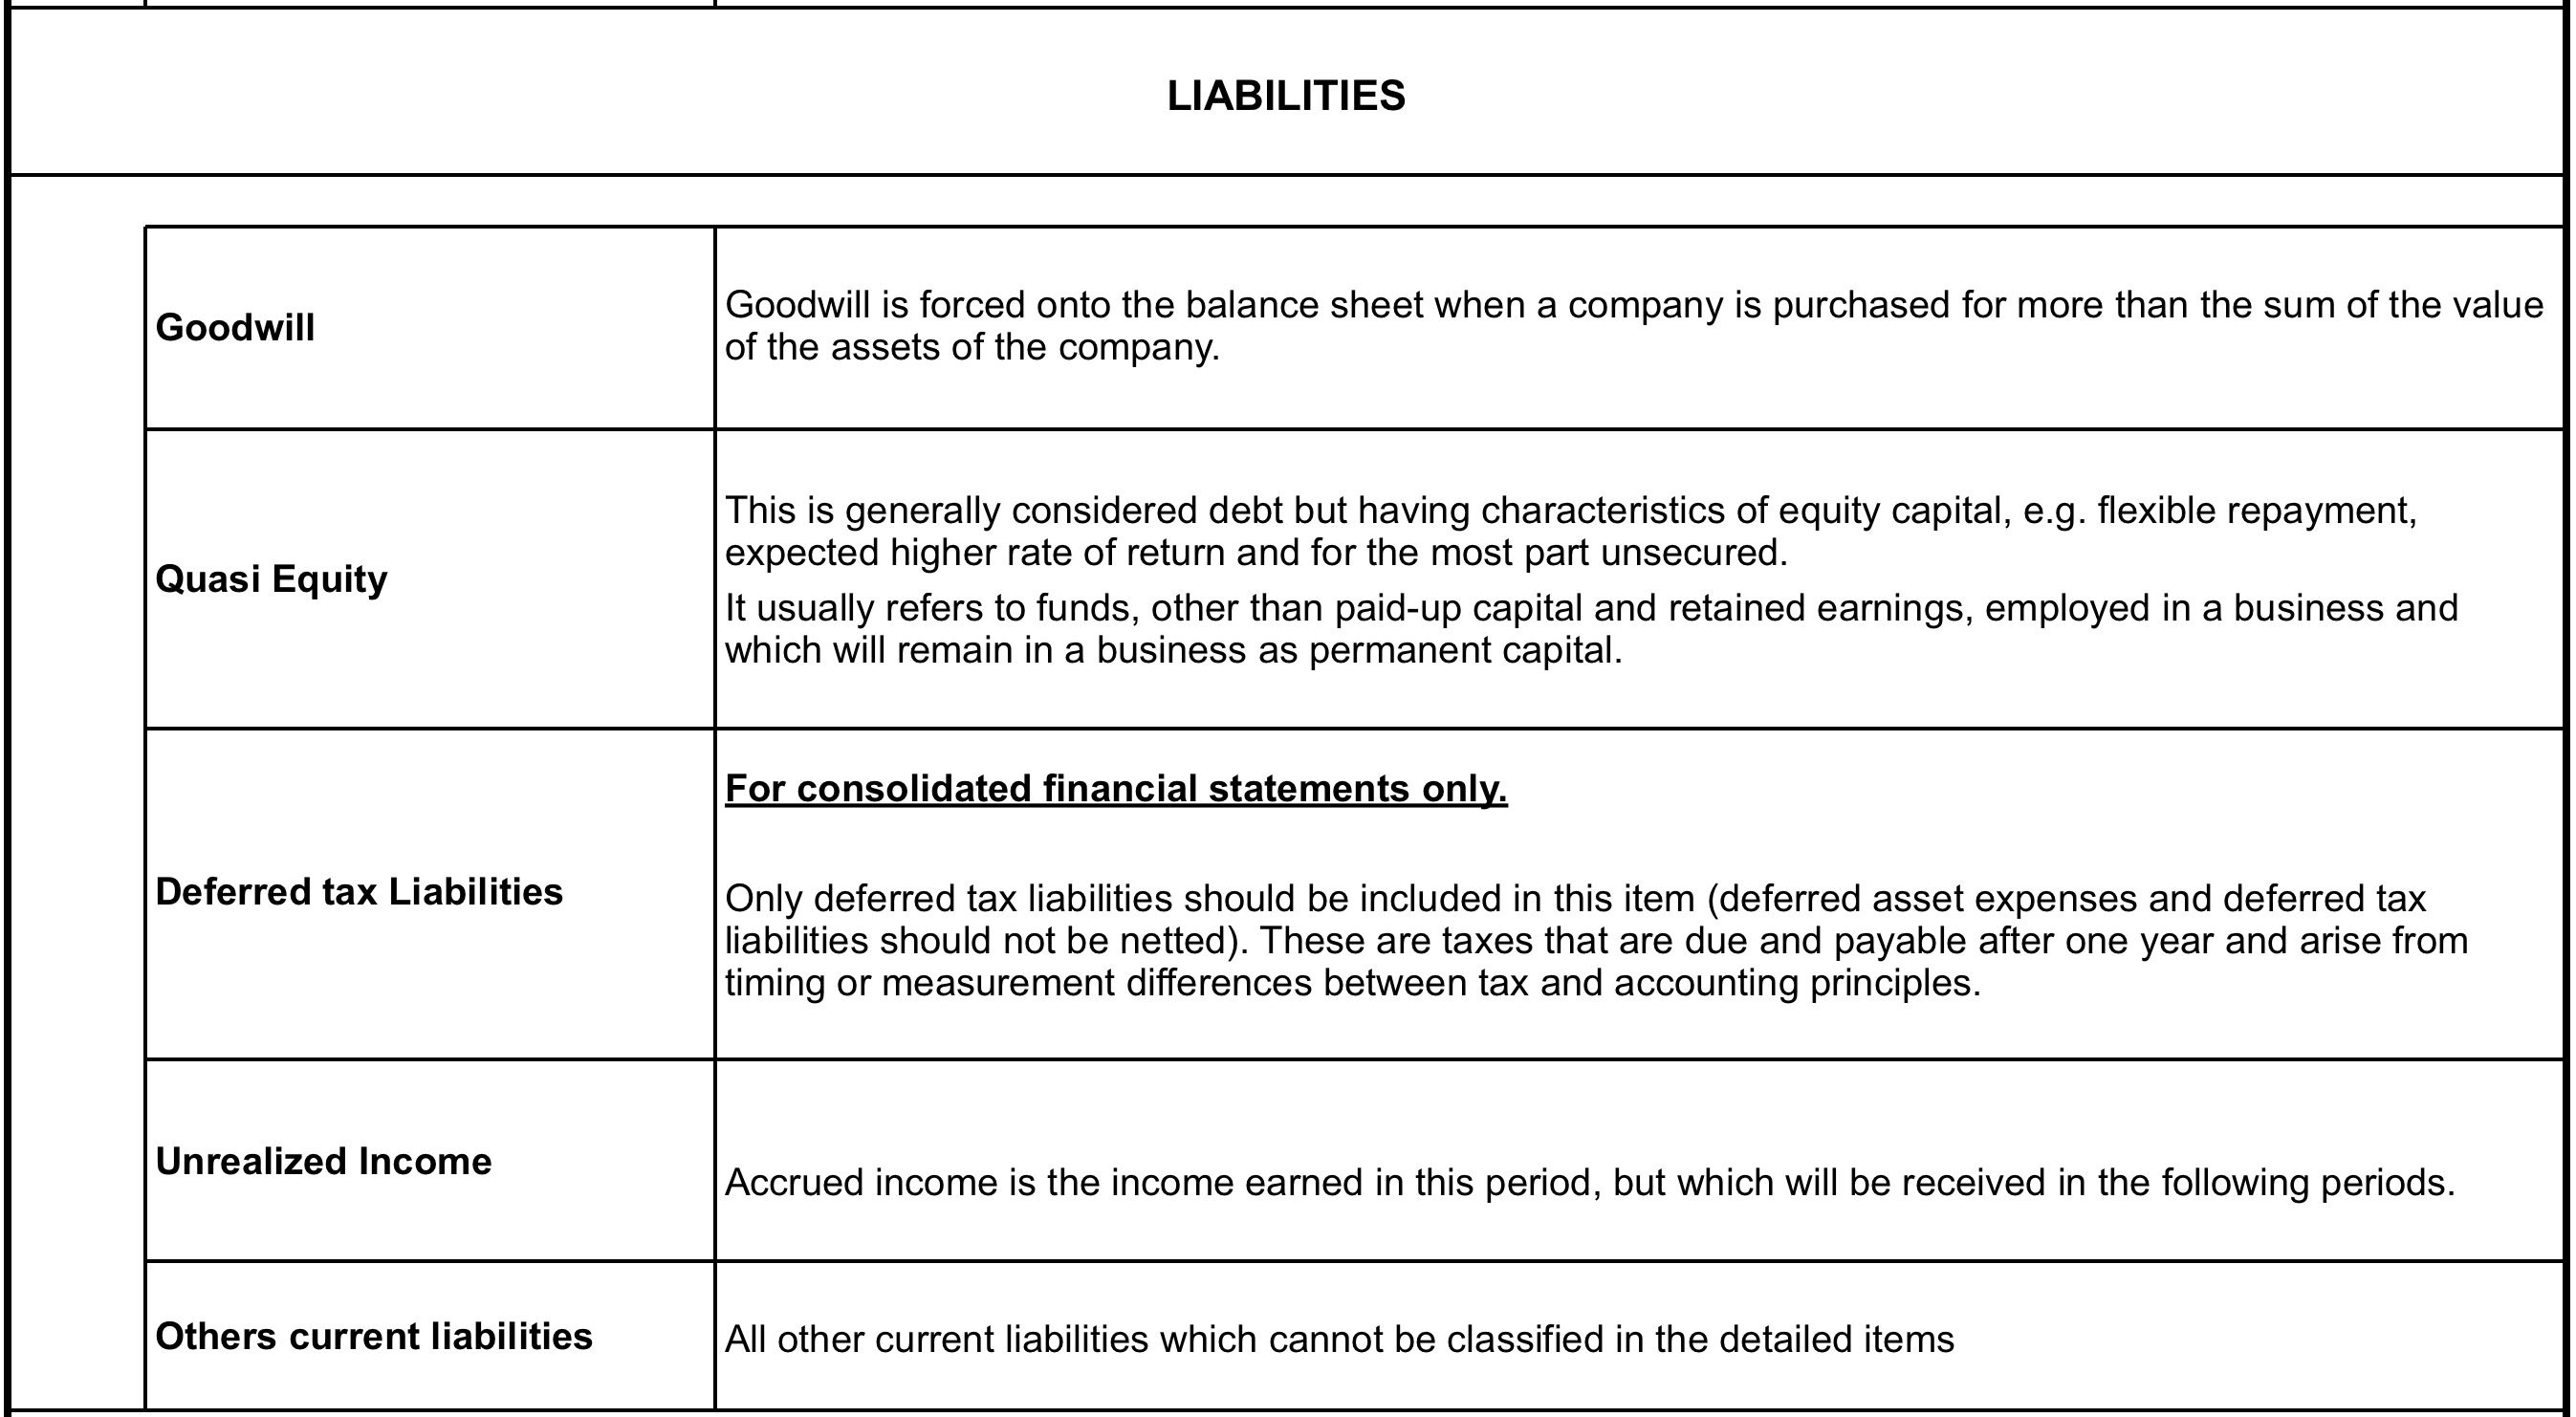 LIABILITIES
Goodwill
Goodwill is forced onto the balance sheet when a company is purchased for more than the sum of the value
of the assets of the company.
Quasi Equity
This is generally considered debt but having characteristics of equity capital, e.g. flexible repayment,
expected higher rate of return and for the most part unsecured.
It usually refers to funds, other than paid-up capital and retained earnings, employed in a business and
which will remain in a business as permanent capital.
Deferred tax Liabilities
For consolidated financial statements only.
Only deferred tax liabilities should be included in this item (deferred asset expenses and deferred tax
liabilities should not be netted). These are taxes that are due and payable after one year and arise from
timing or measurement differences between tax and accounting principles.
Unrealized Income
Accrued income is the income earned in this period, but which will be received in the following periods.
Others current liabilities
All other current liabilities which cannot be classified in the detailed items